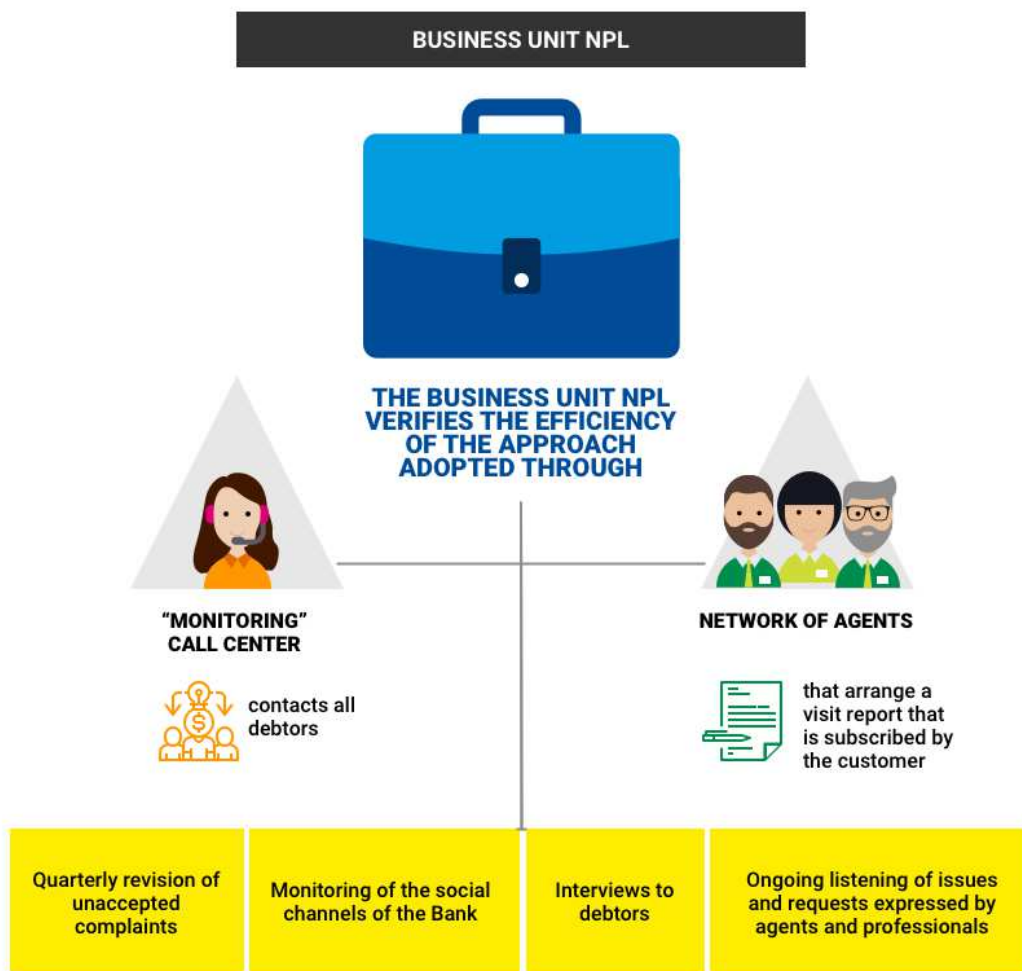 BUSINESS UNIT NPL
THE BUSINESS UNIT NPL
VERIFIES THE EFFICIENCY
OF THE APPROACH
ADOPTED THROUGH
“MONITORING”
CALL CENTER
contacts all
debtors
NETWORK OF AGENTS
that arrange a
visit report that
is subscribed by
the customer
Quarterly revision of
unaccepted
complaints
Monitoring of the social
channels of the Bank
Interviews to
debtors
Ongoing listening of issues
and requests expressed by
agents and professionals